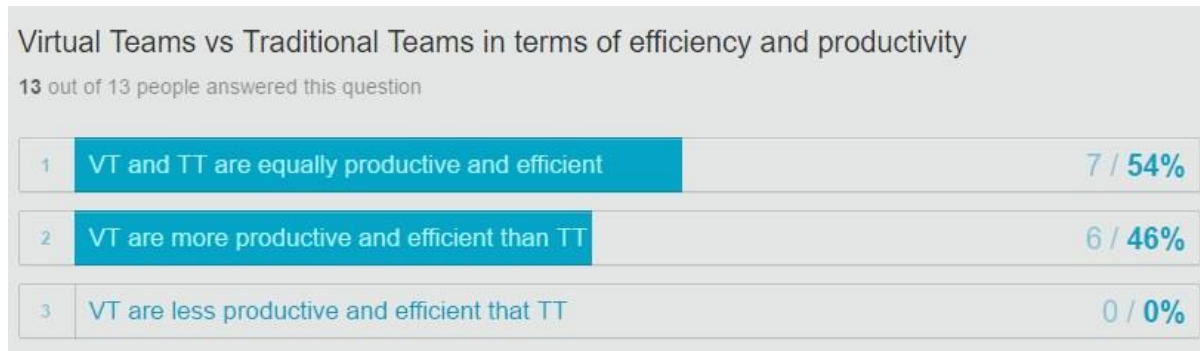 Virtual Teams vs Traditional Teams in terms of efficiency and productivity
13 out of 13 people answered this question
1 VT and TT are equally productive and efficient 7 / 54%
2 VT are more productive and efficient than TT 6 / 46%
3 VT are less productive and efficient that TT 0 / 0%